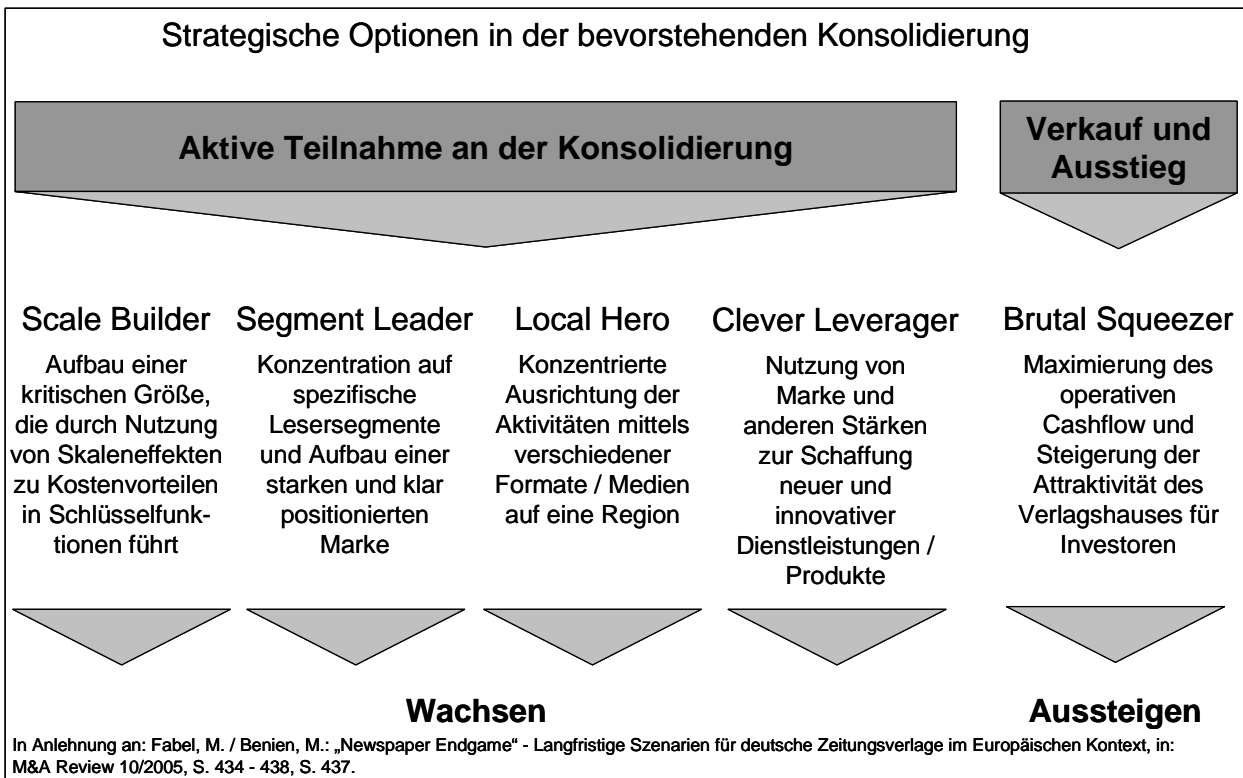 Strategische Optionen in der bevorstehenden Konsolidierung
Aktive Teilnahme an der Konsolidierung
Verkauf und
Ausstieg
Scale Builder
Aufbau einer
kritischen Größe,
die durch Nutzung
von Skaleneffekten
zu Kostenvorteilen
in Schlüsselfunk-
tionen führt
Segment Leader
Konzentration auf
spezifische
Lesersegmente
und Aufbau einer
starken und klar
positionierten
Marke
Local Hero
Konzentrierte
Ausrichtung der
Aktivitäten mittels
verschiedener
Formate / Medien
auf eine Region
Clever Leverager
Nutzung von
Marke und
anderen Stärken
zur Schaffung
neuer und
innovativer
Dienstleistungen /
Produkte
Brutal Squeezer
Maximierung des
operativen
Cashflow und
Steigerung der
Attraktivität des
Verlagshauses für
Investoren
Wachsen
Aussteigen
In Anlehnung an: Fabel, M. / Benien, M.: „Newspaper Endgame“ - Langfristige Szenarien für deutsche Zeitungsverlage im Europäischen Kontext, in:
M&A Review 10/2005, S. 434 - 438, S. 437.